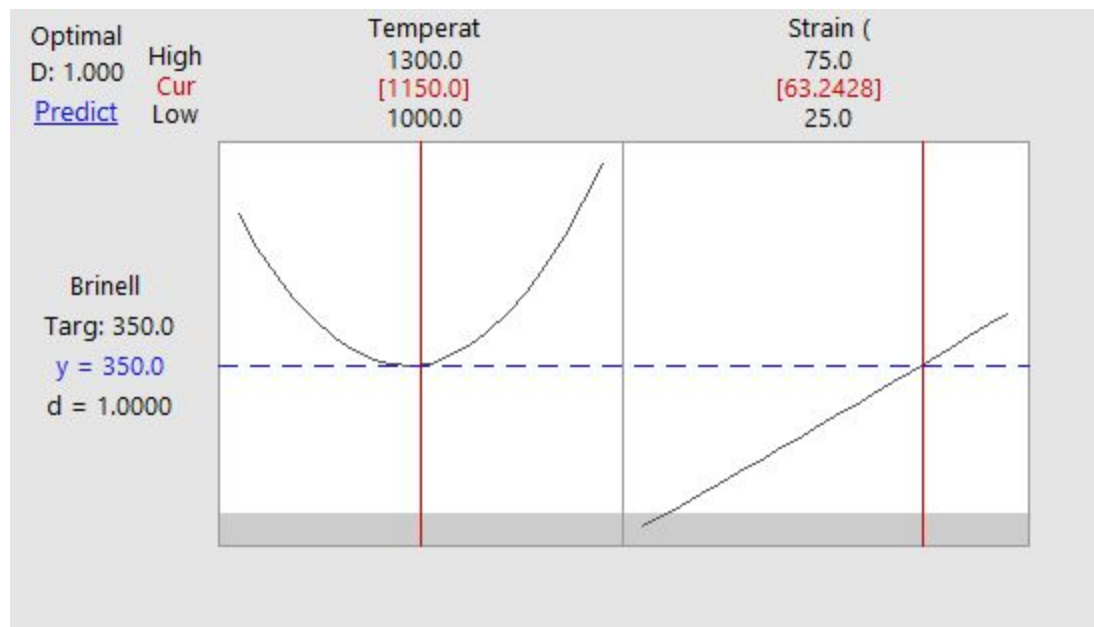 Optimal
D: 1.000
Predict
High
Cur
Low
Temperat
1300.0
[1150.0]
1000.0
Strain (
75.0
[63.2428]
25.0
Brinell
Targ: 350.0
y = 350.0
d = 1.0000